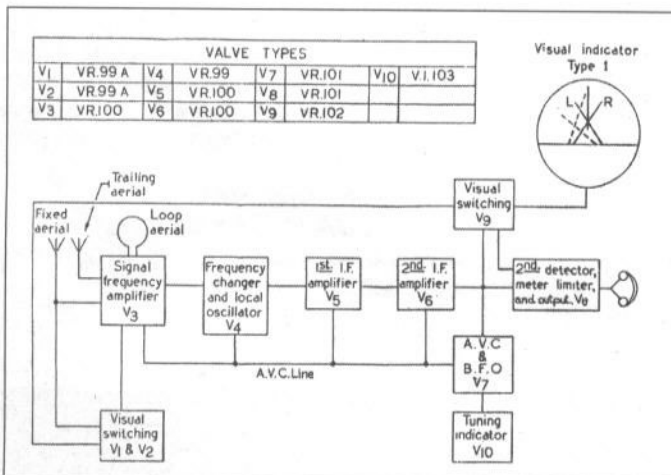 VALVE TYPES
V1 VR.99 A V4 VR.99 V7 VR.101 V10 V.I.103
V2 VR.99 A V5 VR.100 V8 VR.101
V3 VR.100 V6 VR.100 V9 VR.102
Visual indicator
Type 1
L R
Trailing
aerial
Fixed
aerial
Loop
aerial
Visual
switching
V9
Signal
frequency
amplifier
V3
Frequency
changer
and local
oscillator
V4
1st. I.F.
amplifier
V5
2nd. I.F.
amplifier
V6
2nd. detector,
meter limiter,
and output. V8
A.V.C
&
B.F.O
V7
A.V.C. Line
Visual
switching
V1 & V2
Tuning
indicator
V10